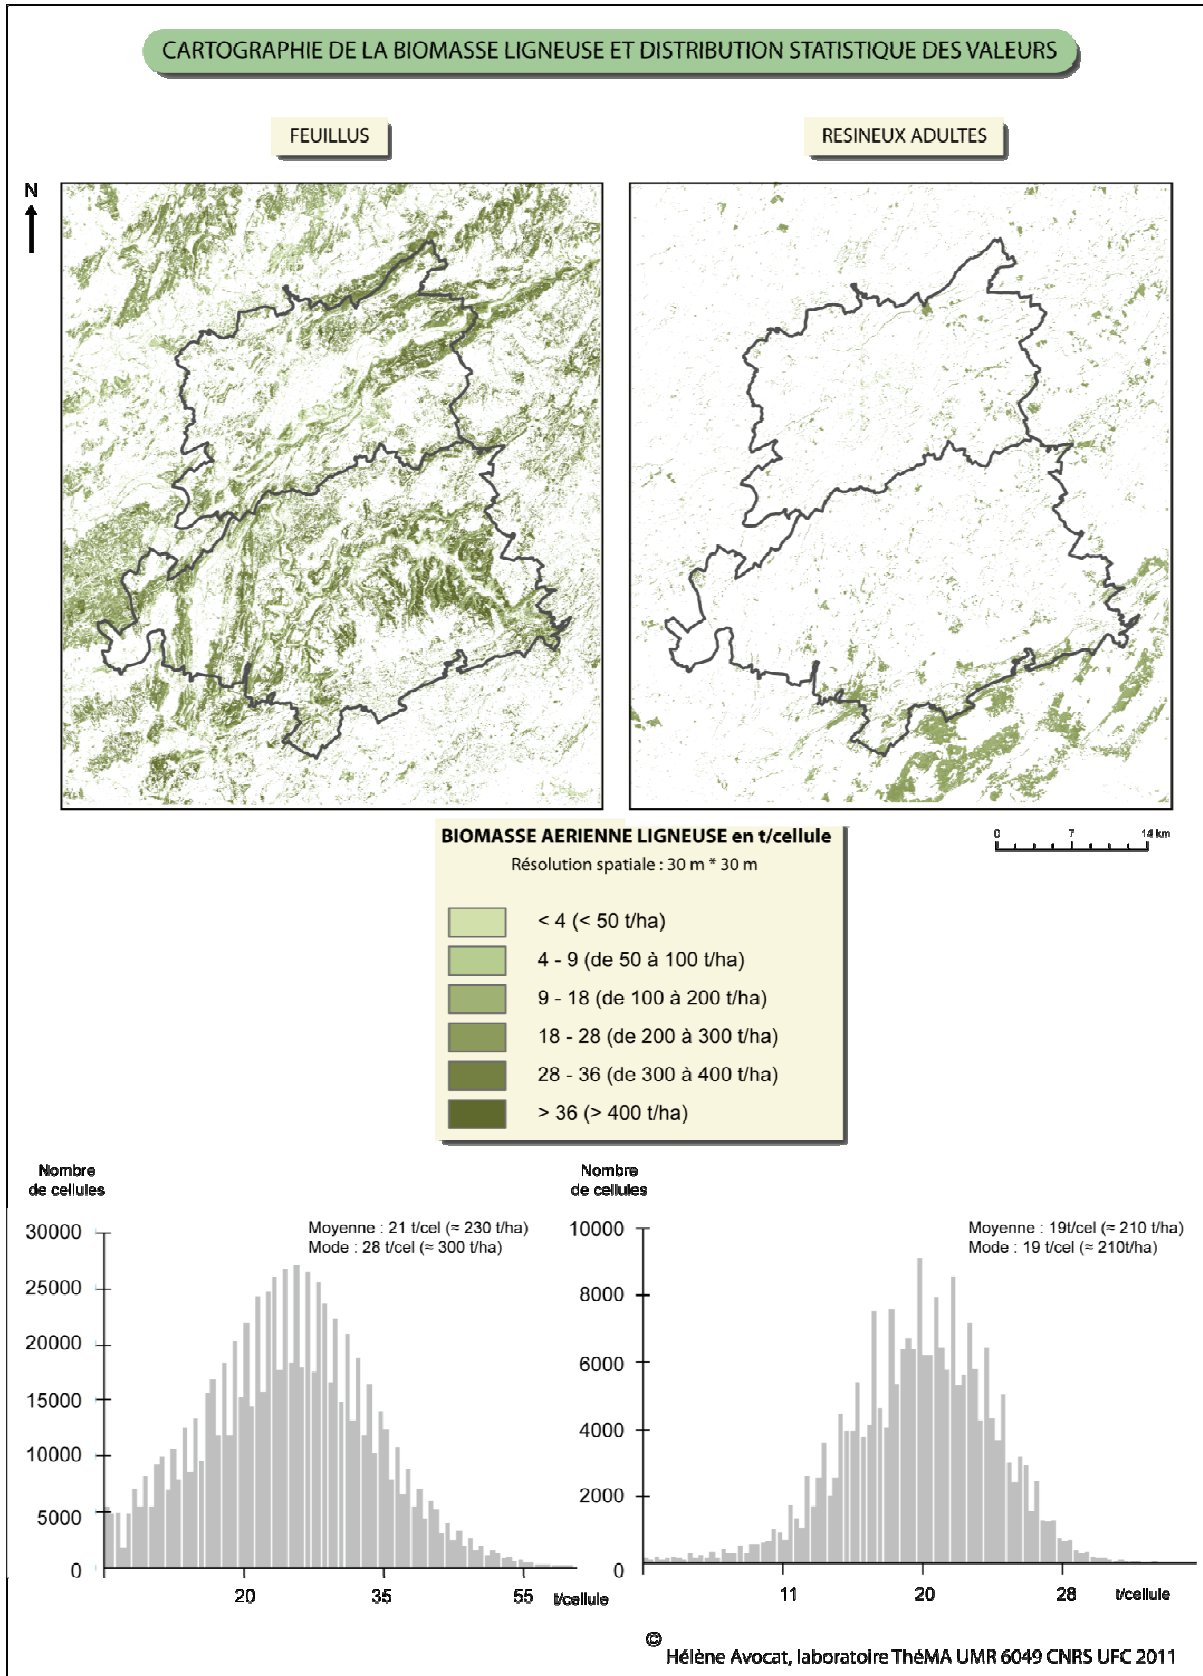 CARTOGRAPHIE DE LA BIOMASSE LIGNEUSE ET DISTRIBUTION STATISTIQUE DES VALEURS
FEUILLUS
RESINEUX ADULTES
N
0 7 14 km
BIOMASSE AERIENNE LIGNEUSE en t/cellule
Résolution spatiale : 30 m * 30 m
< 4 (< 50 t/ha)
4 - 9 (de 50 à 100 t/ha)
9 - 18 (de 100 à 200 t/ha)
18 - 28 (de 200 à 300 t/ha)
28 - 36 (de 300 à 400 t/ha)
> 36 (> 400 t/ha)
Nombre
de cellules
Moyenne : 21 t/cel (≈ 230 t/ha)
Mode : 28 t/cel (≈ 300 t/ha)
30000
25000
20000
15000
10000
5000
0
20 35 55 t/cellule
Nombre
de cellules
Moyenne : 19t/cel (≈ 210 t/ha)
Mode : 19 t/cel (≈ 210t/ha)
10000
8000
6000
4000
2000
0
11 20 28 t/cellule
© Hélène Avocat, laboratoire ThéMA UMR 6049 CNRS UFC 2011